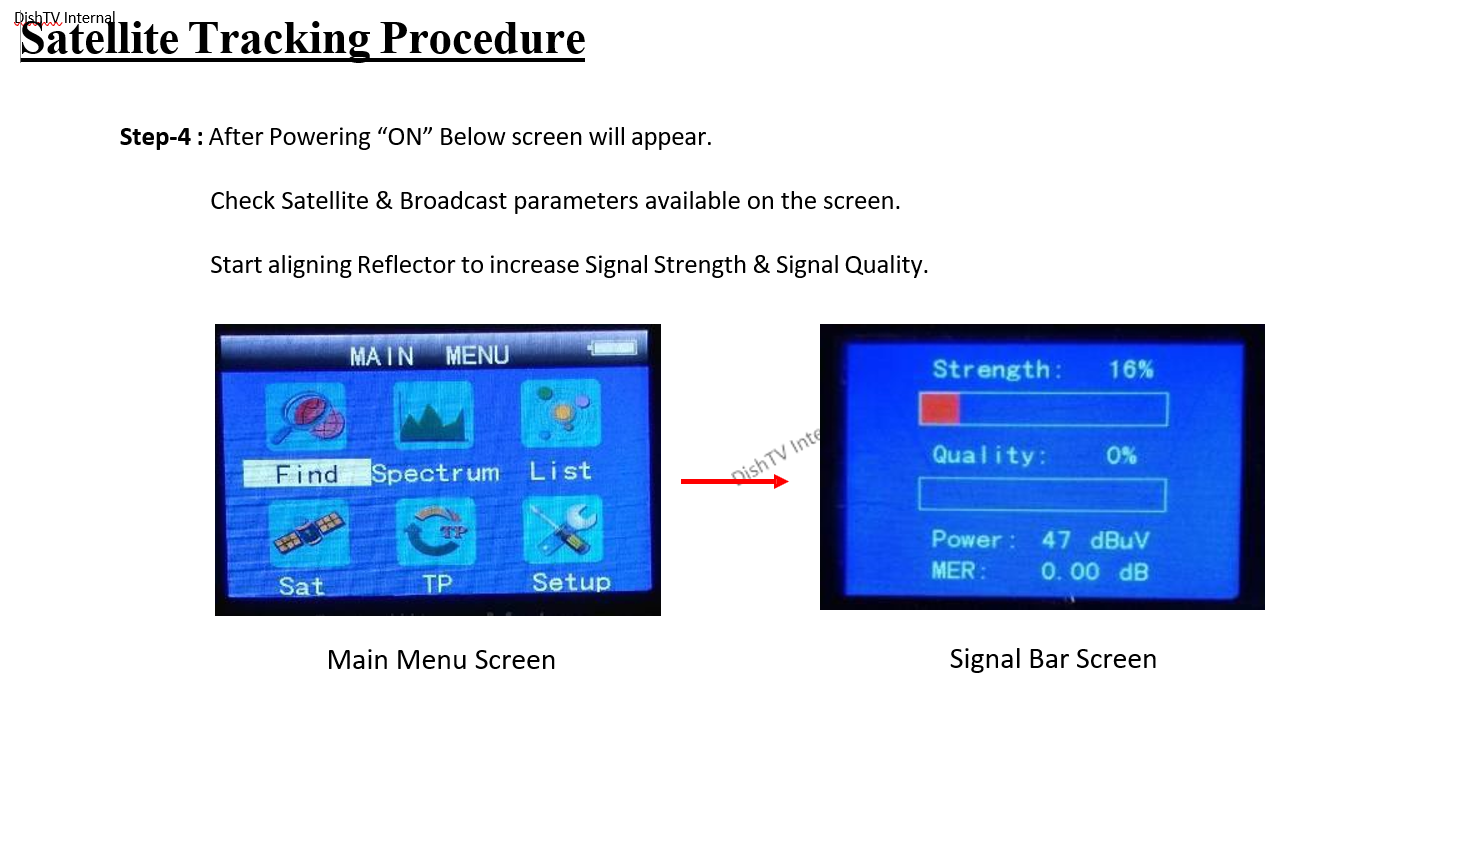 DishTV Internal
Satellite Tracking Procedure
Step-4 : After Powering “ON” Below screen will appear.
Check Satellite & Broadcast parameters available on the screen.
Start aligning Reflector to increase Signal Strength & Signal Quality.
MAIN MENU
Find Spectrum List
TP
Sat TP Setup
DishTV
Strength: 16%
Quality: 0%
Power: 47 dBuV
MER: 0.00 dB
Main Menu Screen
Signal Bar Screen